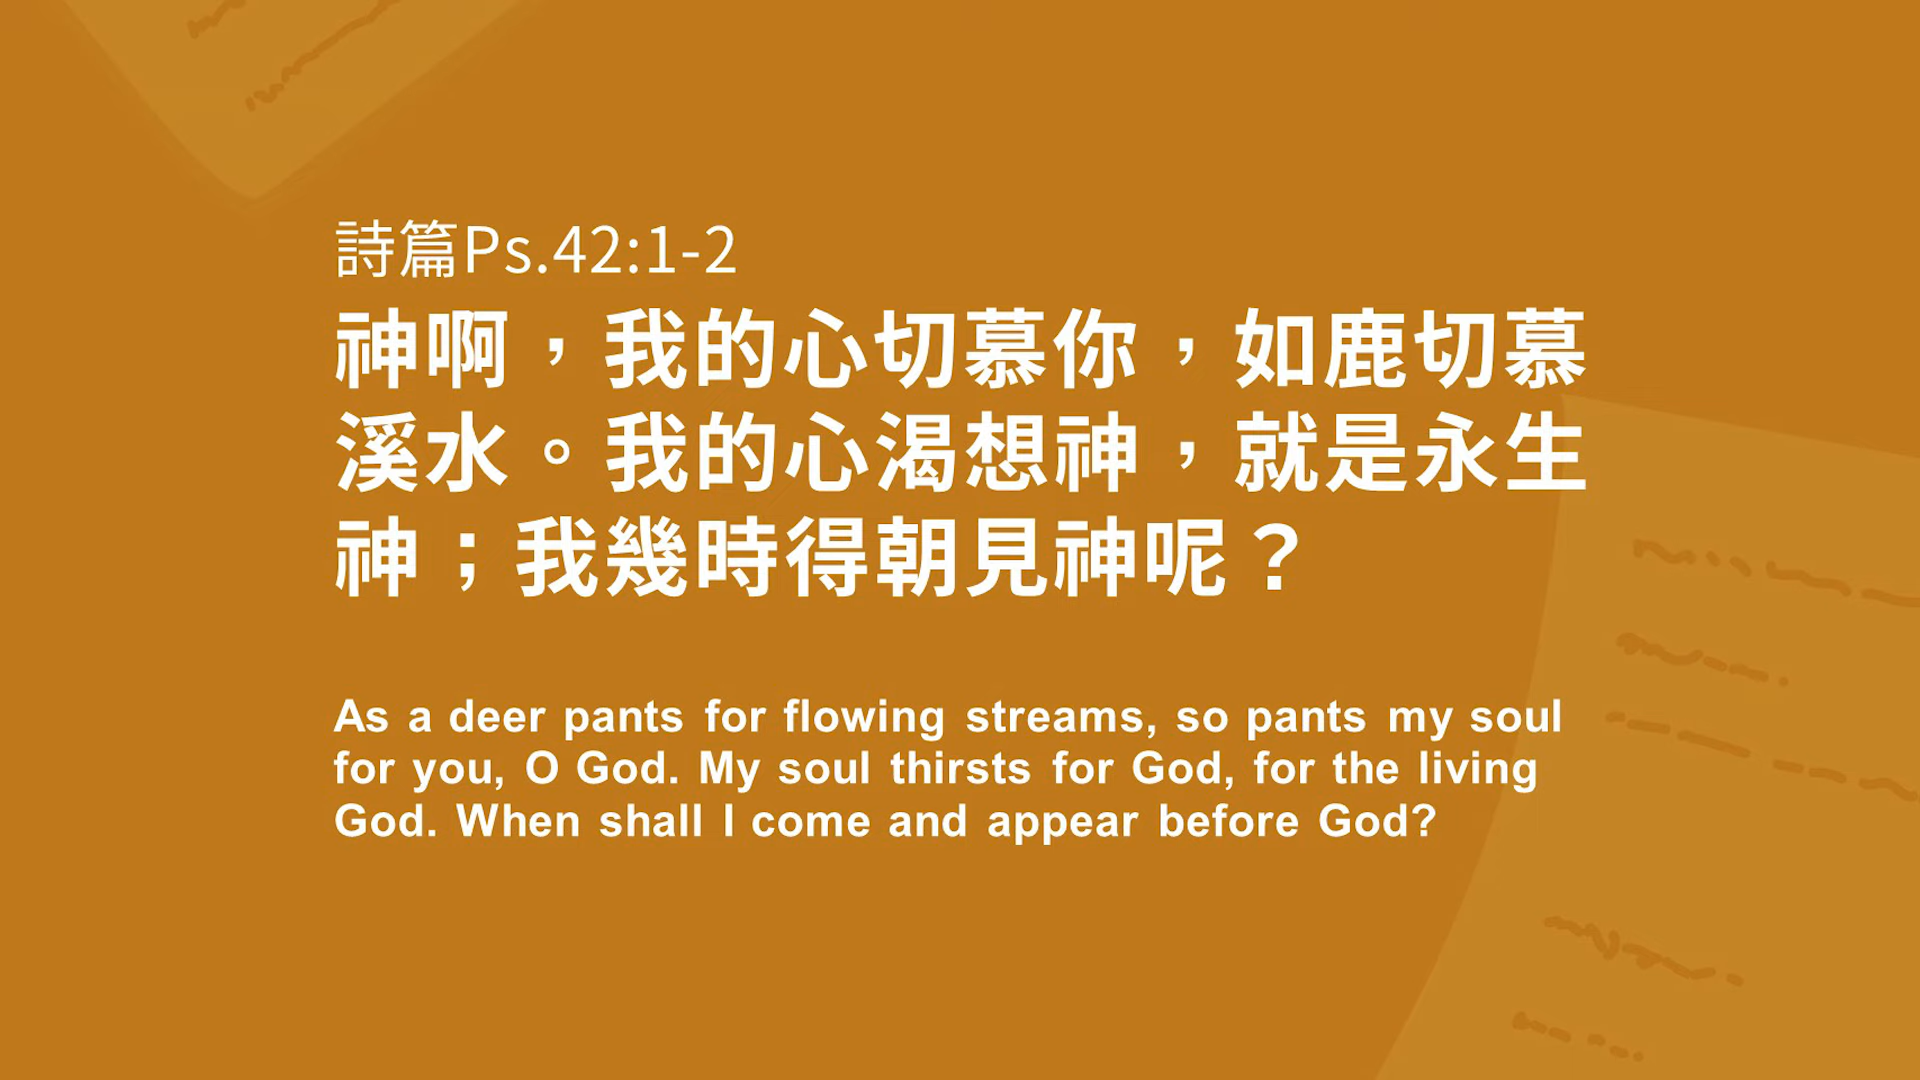 詩篇Ps.42:1-2
神啊，我的心切慕你，如鹿切慕
溪水。我的心渴想神，就是永生
神；我幾時得朝見神呢？
As a deer pants for flowing streams, so pants my soul
for you, O God. My soul thirsts for God, for the living
God. When shall I come and appear before God?